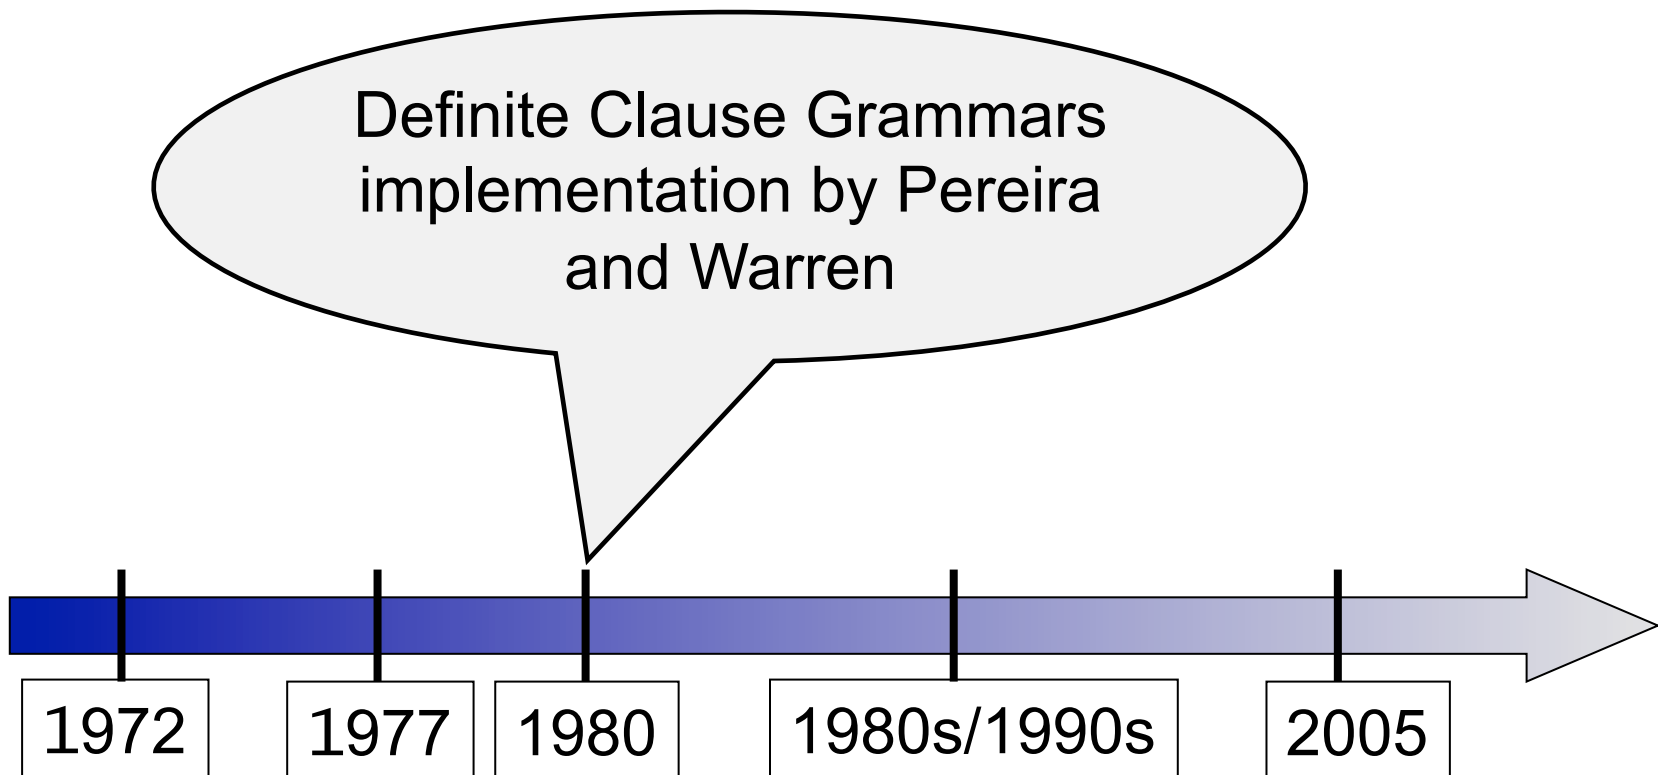 Definite Clause Grammars
implementation by Pereira
and Warren
1972
1977
1980
1980s/1990s
2005